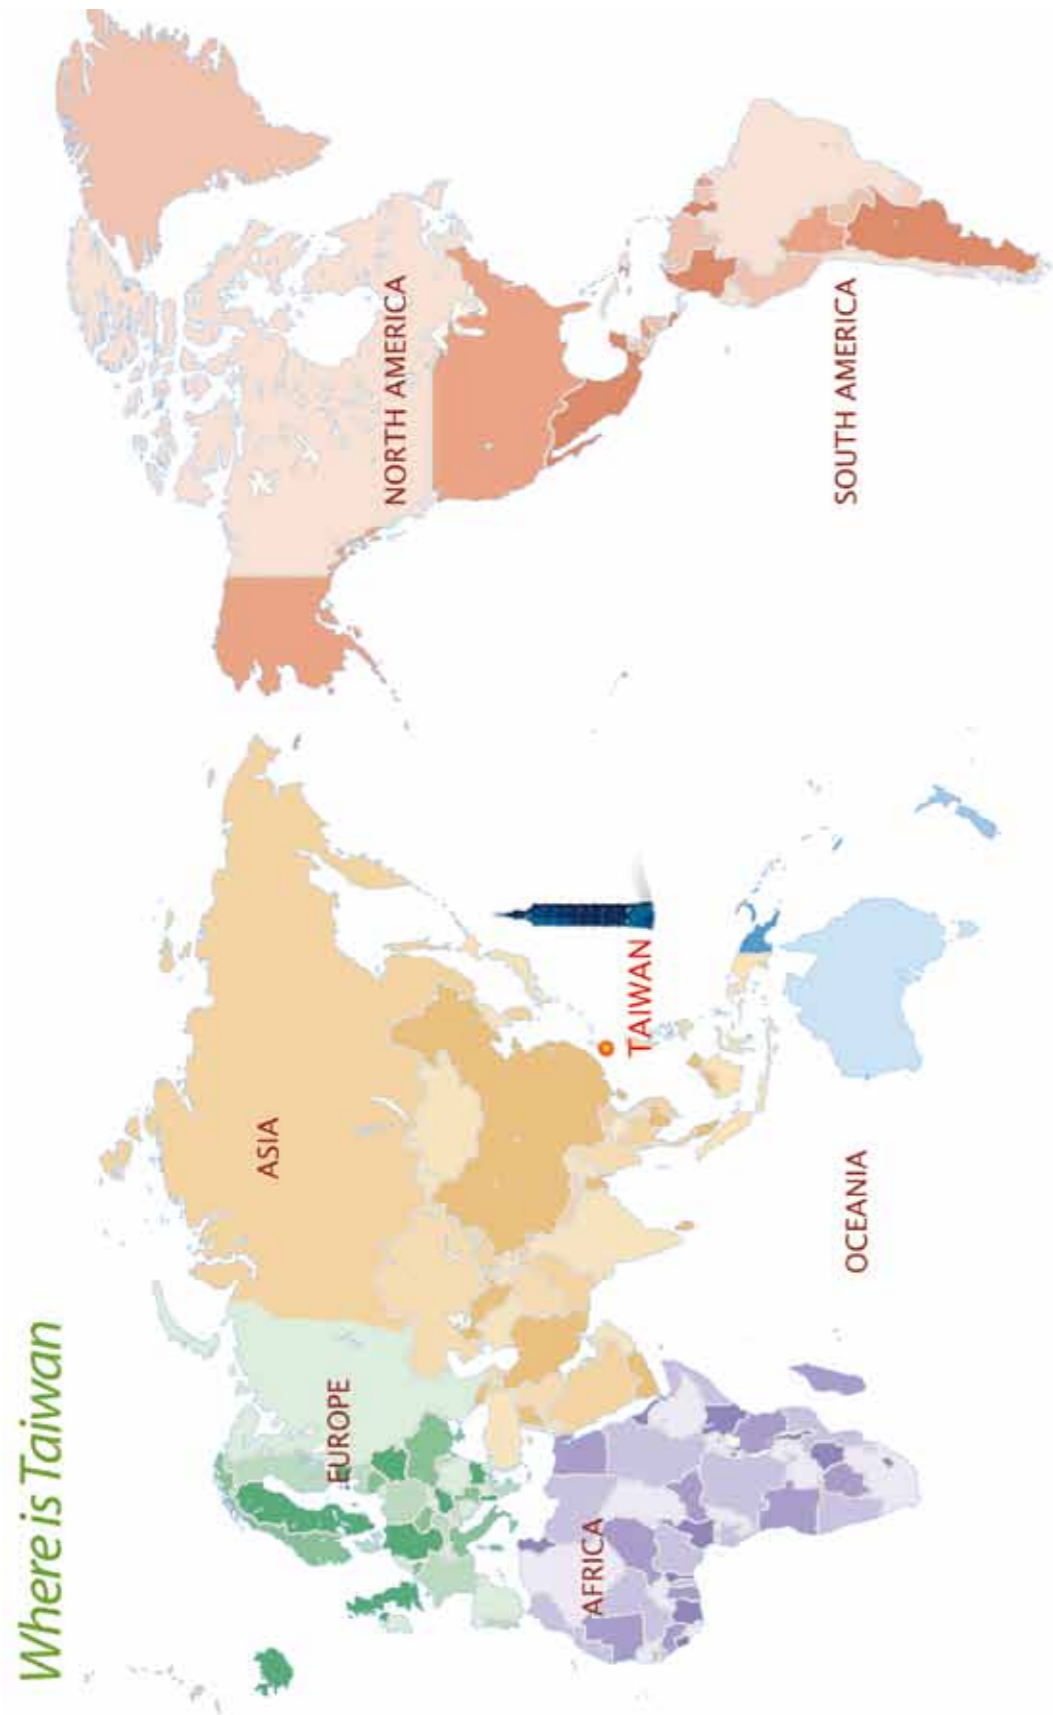 Where is Taiwan
EUROPE
ASIA
NORTH AMERICA
AFRICA
TAIWAN
OCEANIA
SOUTH AMERICA